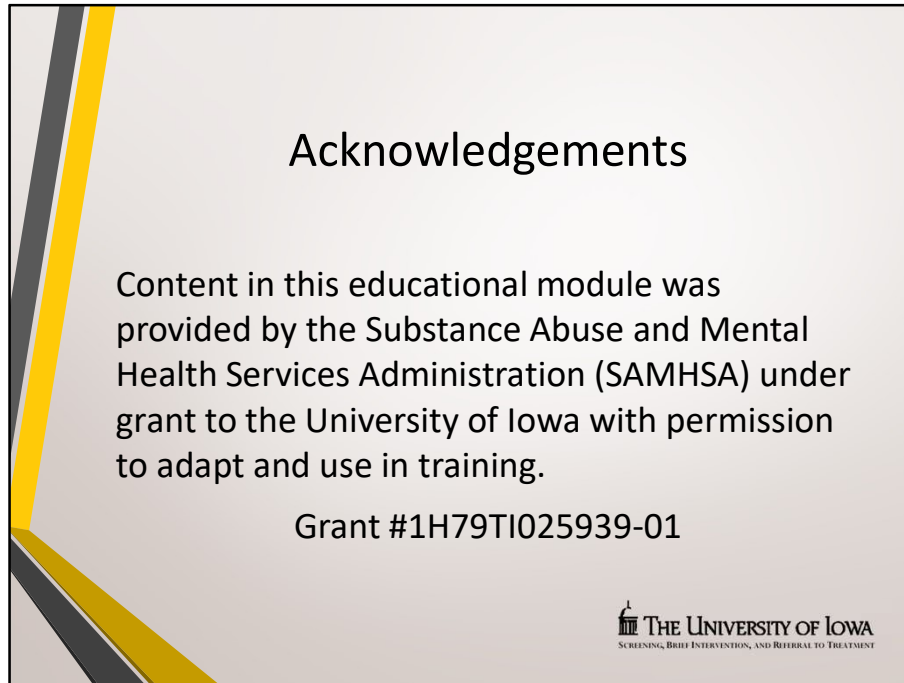 Acknowledgements
Content in this educational module was
provided by the Substance Abuse and Mental
Health Services Administration (SAMHSA) under
grant to the University of Iowa with permission
to adapt and use in training.
Grant #1H79TI025939-01
THE UNIVERSITY OF IOWA
SCREENING, BRIEF INTERVENTION, AND REFERRAL TO TREATMENT